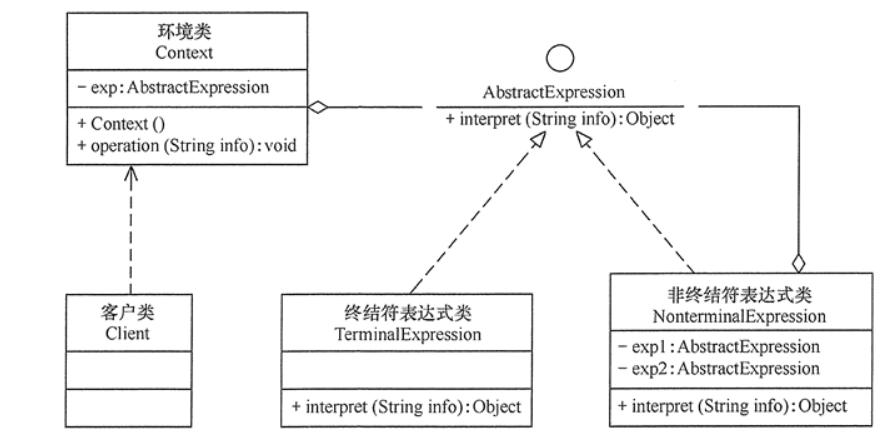 环境类
Context
- exp:AbstractExpression
+ Context ()
+ operation (String info):void
AbstractExpression
+ interpret (String info):Object
客户类
Client
终结符表达式类
TerminalExpression
+ interpret (String info):Object
非终结符表达式类
NonterminalExpression
- exp1:AbstractExpression
- exp2:AbstractExpression
+ interpret (String info):Object